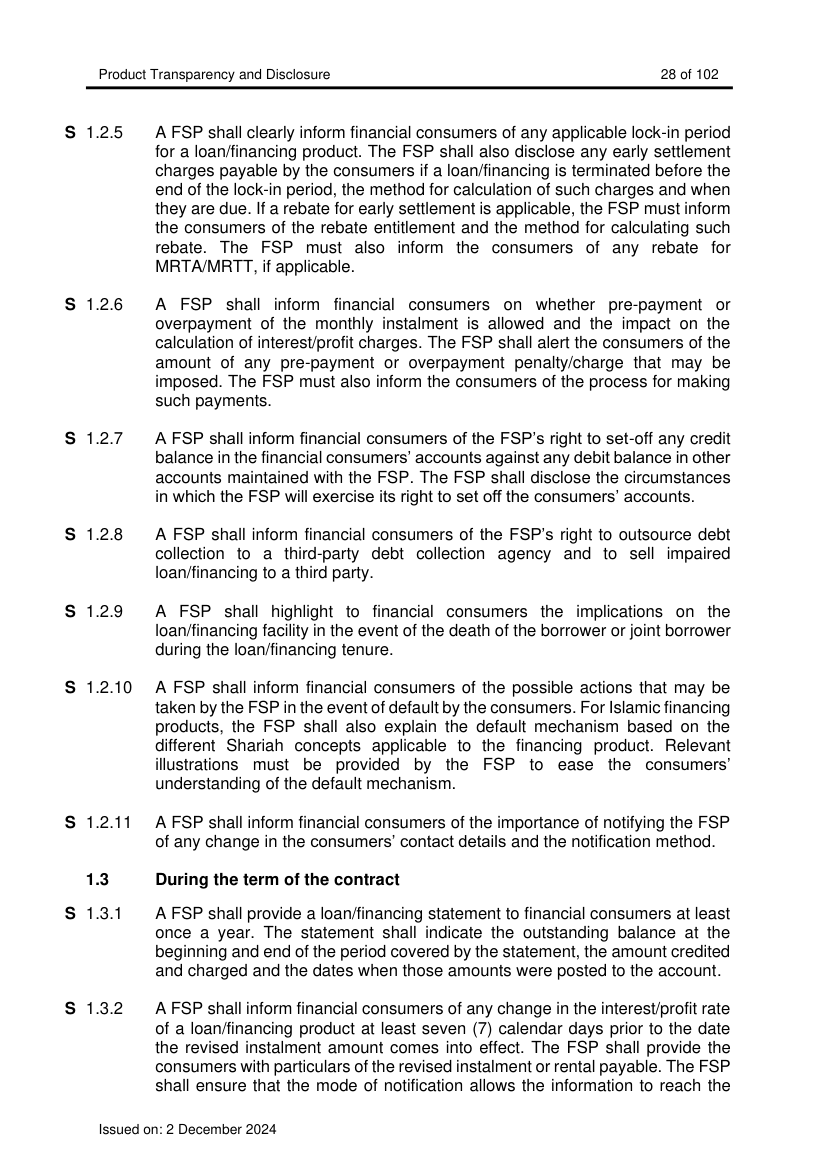 Product Transparency and Disclosure 28 of 102
S 1.2.5 A FSP shall clearly inform financial consumers of any applicable lock-in period
for a loan/financing product. The FSP shall also disclose any early settlement
charges payable by the consumers if a loan/financing is terminated before the
end of the lock-in period, the method for calculation of such charges and when
they are due. If a rebate for early settlement is applicable, the FSP must inform
the consumers of the rebate entitlement and the method for calculating such
rebate. The FSP must also inform the consumers of any rebate for
MRTA/MRTT, if applicable.
S 1.2.6 A FSP shall inform financial consumers on whether pre-payment or
overpayment of the monthly instalment is allowed and the impact on the
calculation of interest/profit charges. The FSP shall alert the consumers of the
amount of any pre-payment or overpayment penalty/charge that may be
imposed. The FSP must also inform the consumers of the process for making
such payments.
S 1.2.7 A FSP shall inform financial consumers of the FSP’s right to set-off any credit
balance in the financial consumers’ accounts against any debit balance in other
accounts maintained with the FSP. The FSP shall disclose the circumstances
in which the FSP will exercise its right to set off the consumers’ accounts.
S 1.2.8 A FSP shall inform financial consumers of the FSP’s right to outsource debt
collection to a third-party debt collection agency and to sell impaired
loan/financing to a third party.
S 1.2.9 A FSP shall highlight to financial consumers the implications on the
loan/financing facility in the event of the death of the borrower or joint borrower
during the loan/financing tenure.
S 1.2.10 A FSP shall inform financial consumers of the possible actions that may be
taken by the FSP in the event of default by the consumers. For Islamic financing
products, the FSP shall also explain the default mechanism based on the
different Shariah concepts applicable to the financing product. Relevant
illustrations must be provided by the FSP to ease the consumers’
understanding of the default mechanism.
S 1.2.11 A FSP shall inform financial consumers of the importance of notifying the FSP
of any change in the consumers’ contact details and the notification method.
1.3 During the term of the contract
S 1.3.1 A FSP shall provide a loan/financing statement to financial consumers at least
once a year. The statement shall indicate the outstanding balance at the
beginning and end of the period covered by the statement, the amount credited
and charged and the dates when those amounts were posted to the account.
S 1.3.2 A FSP shall inform financial consumers of any change in the interest/profit rate
of a loan/financing product at least seven (7) calendar days prior to the date
the revised instalment amount comes into effect. The FSP shall provide the
consumers with particulars of the revised instalment or rental payable. The FSP
shall ensure that the mode of notification allows the information to reach the
Issued on: 2 December 2024